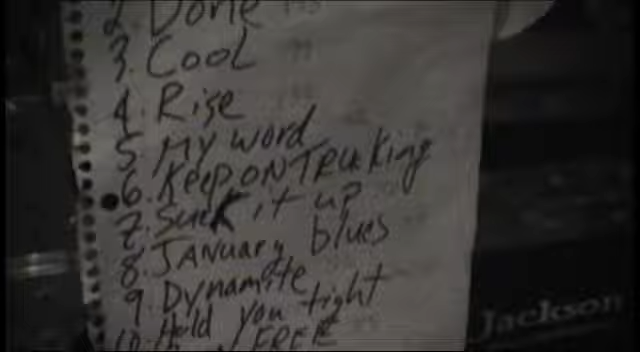 2. Done
3. Cool
4. Rise
5. My word
6. Keep ON TRUCKing
7. Suck it up
8. JANUARY blues
9. Dynamite
10. Hold you tight
FREE
Jackson